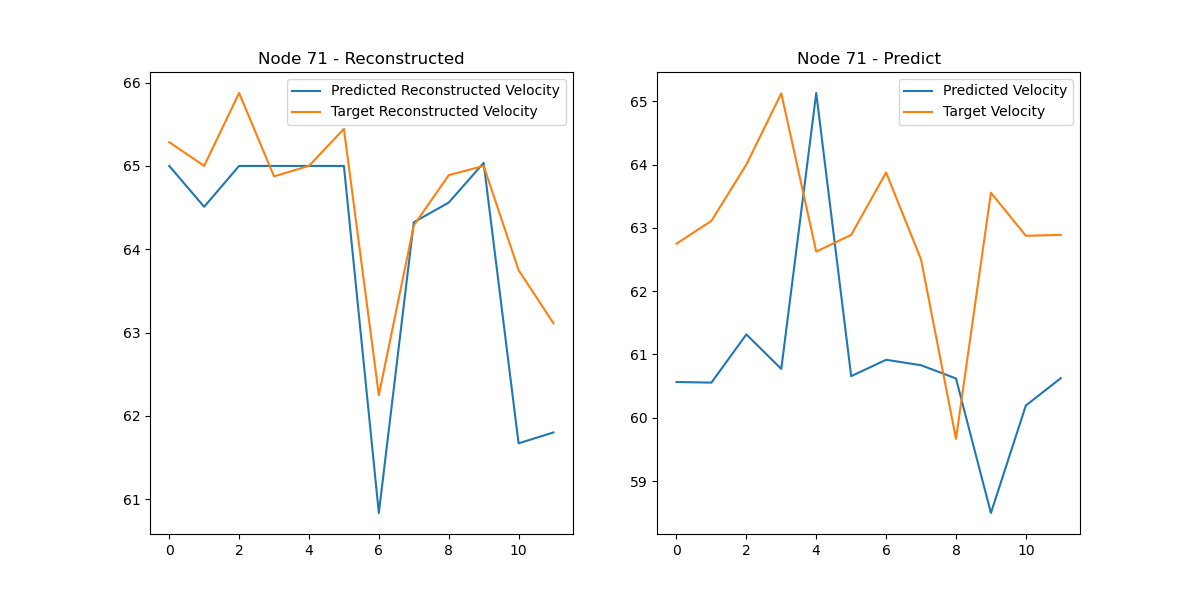 Node 71 - Reconstructed
Predicted Reconstructed Velocity
Target Reconstructed Velocity
66
65
64
63
62
61
0 2 4 6 8 10
Node 71 - Predict
Predicted Velocity
Target Velocity
65
64
63
62
61
60
59
0 2 4 6 8 10